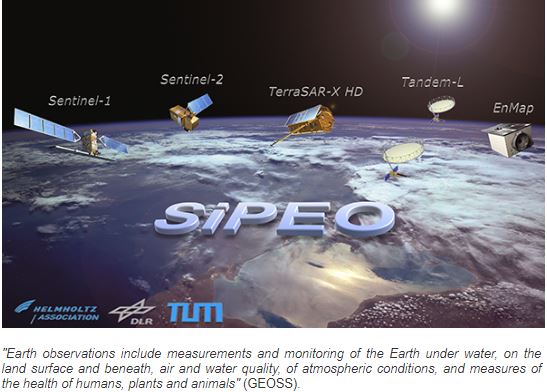 Sentinel-1
Sentinel-2
TerraSAR-X HD
Tandem-L
EnMap
SiPEO
HELMHOLTZ
ASSOCIATION
DLR
TUM
"Earth observations include measurements and monitoring of the Earth under water, on the
land surface and beneath, air and water quality, of atmospheric conditions, and measures of
the health of humans, plants and animals" (GEOSS).